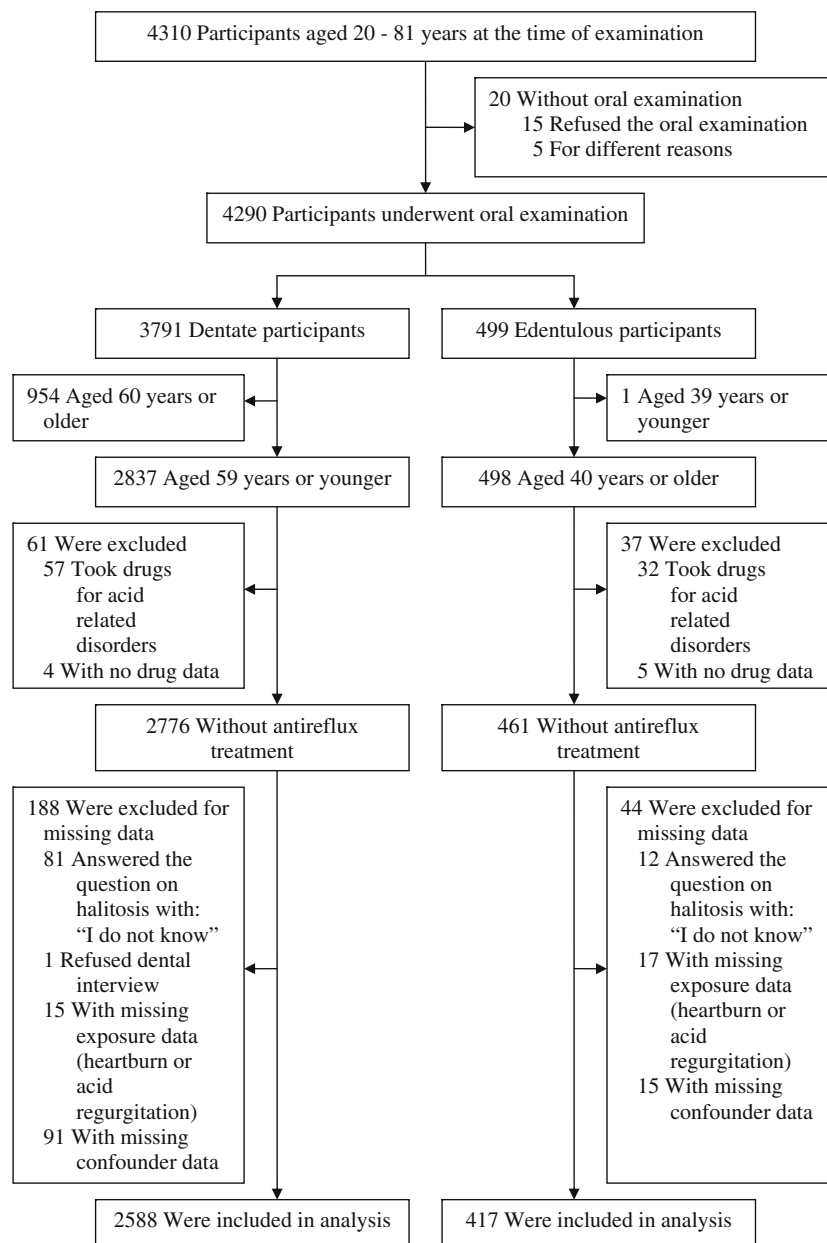 4310 Participants aged 20 - 81 years at the time of examination
20 Without oral examination
15 Refused the oral examination
5 For different reasons
4290 Participants underwent oral examination
3791 Dentate participants
499 Edentulous participants
954 Aged 60 years or
older
1 Aged 39 years or
younger
2837 Aged 59 years or younger
498 Aged 40 years or older
61 Were excluded
57 Took drugs
for acid
related
disorders
4 With no drug data
37 Were excluded
32 Took drugs
for acid
related
disorders
5 With no drug data
2776 Without antireflux
treatment
461 Without antireflux
treatment
188 Were excluded for
missing data
81 Answered the
question on
halitosis with:
“I do not know”
1 Refused dental
interview
15 With missing
exposure data
(heartburn or
acid
regurgitation)
91 With missing
confounder data
44 Were excluded for
missing data
12 Answered the
question on
halitosis with:
“I do not know”
17 With missing
exposure data
(heartburn or
acid
regurgitation)
15 With missing
confounder data
2588 Were included in analysis
417 Were included in analysis